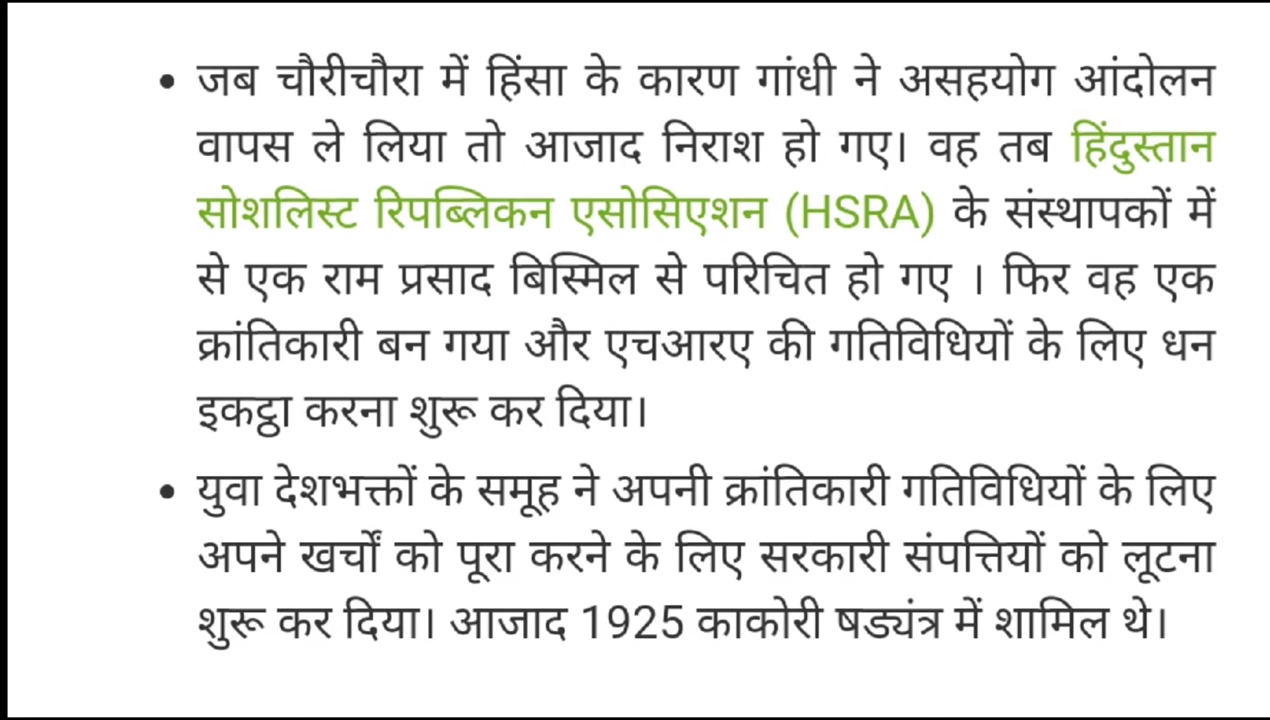 • जब चौरीचौरा में हिंसा के कारण गांधी ने असहयोग आंदोलन
वापस ले लिया तो आजाद निराश हो गए। वह तब हिंदुस्तान
सोशलिस्ट रिपब्लिकन एसोसिएशन (HSRA) के संस्थापकों में
से एक राम प्रसाद बिस्मिल से परिचित हो गए । फिर वह एक
क्रांतिकारी बन गया और एचआरए की गतिविधियों के लिए धन
इकट्ठा करना शुरू कर दिया।
• युवा देशभक्तों के समूह ने अपनी क्रांतिकारी गतिविधियों के लिए
अपने खर्चों को पूरा करने के लिए सरकारी संपत्तियों को लूटना
शुरू कर दिया। आजाद 1925 काकोरी षड्यंत्र में शामिल थे।